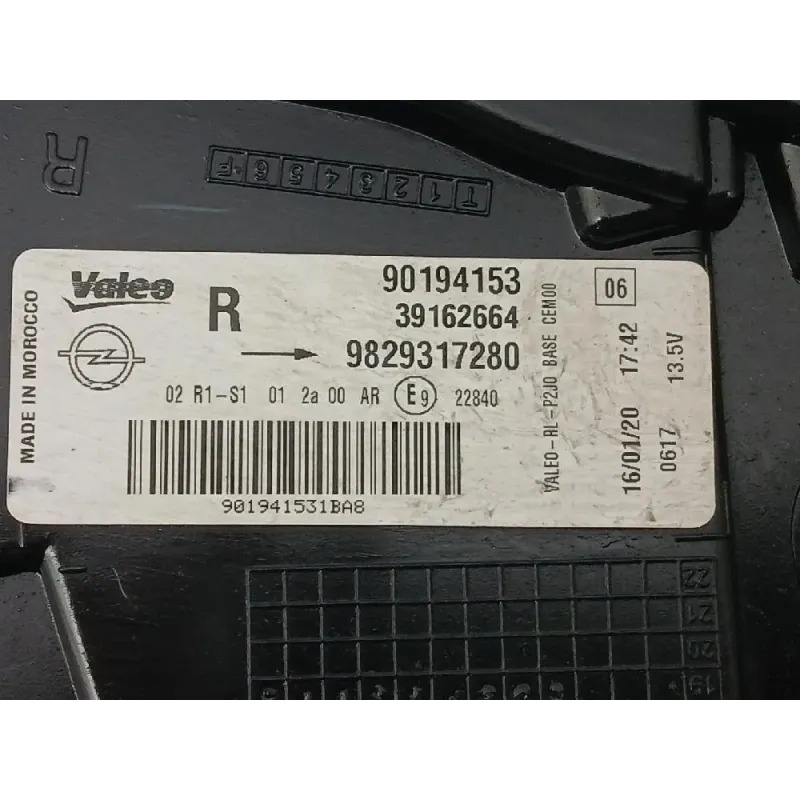 R
T 1 2 3 4 5 6 F
Valeo
R
90194153
39162664
9829317280
02 R1-S1 01 2a 00 AR E9 22840
901941531BA8
MADE IN MOROCCO
VALEO-RL-P2JO BASE CEM00
06
16/01/20 17:42
0617 13.5V
22
21
20
19